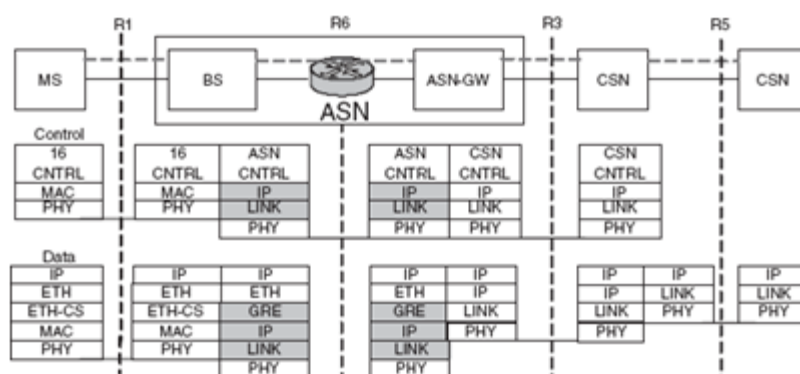 R1 R6 R3 R5
MS BS ASN-GW CSN CSN
ASN
Control
16 16 ASN ASN CSN CSN
CNTRL CNTRL CNTRL CNTRL CNTRL CNTRL
MAC MAC IP IP IP IP
PHY PHY LINK LINK LINK LINK
PHY PHY PHY PHY
Data
IP IP IP IP IP IP IP IP
ETH ETH ETH ETH IP IP LINK LINK
ETH-CS ETH-CS GRE GRE LINK LINK PHY PHY
MAC MAC IP IP PHY PHY
PHY PHY LINK LINK
PHY PHY